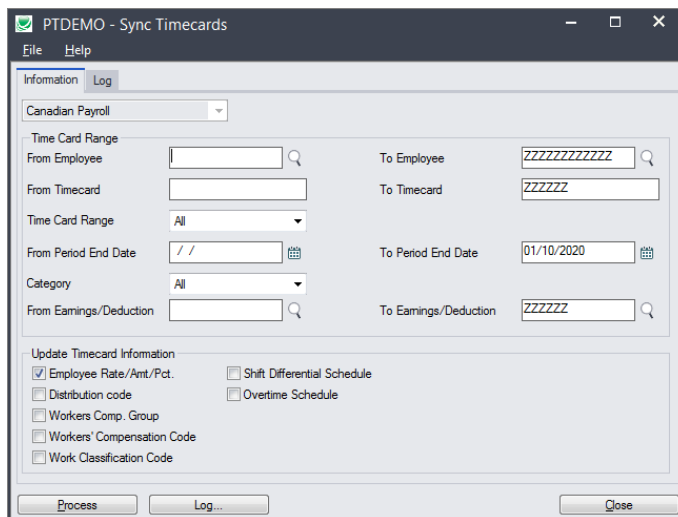 PTDEMO - Sync Timecards
File Help
Information Log
Canadian Payroll
Time Card Range
From Employee To Employee ZZZZZZZZZZZZ
From Timecard To Timecard ZZZZZZ
Time Card Range All
From Period End Date / / To Period End Date 01/10/2020
Category All
From Earnings/Deduction To Earnings/Deduction ZZZZZZ
Update Timecard Information
Employee Rate/Amt/Pct. Shift Differential Schedule
Distribution code Overtime Schedule
Workers Comp. Group
Workers' Compensation Code
Work Classification Code
Process Log... Close